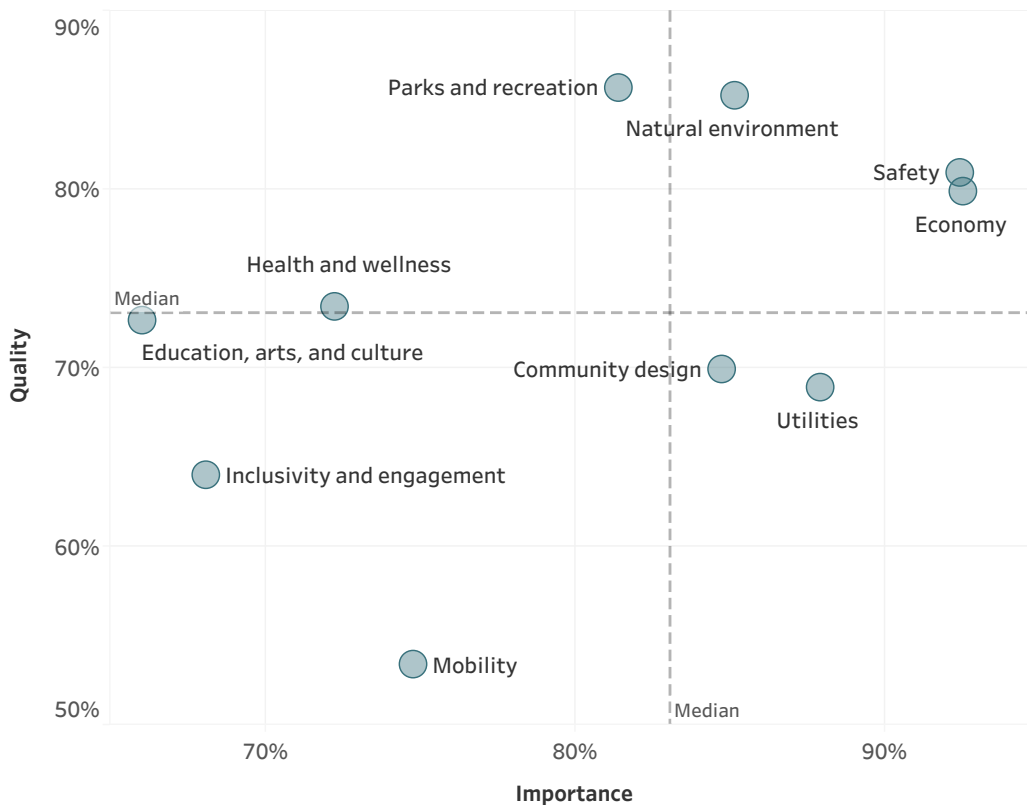 90%
Parks and recreation
Natural environment
Safety
80%
Economy
Health and wellness
Median
Education, arts, and culture
70%
Community design
Utilities
Quality
Inclusivity and engagement
60%
Mobility
50%
Median
70%
80%
90%
Importance